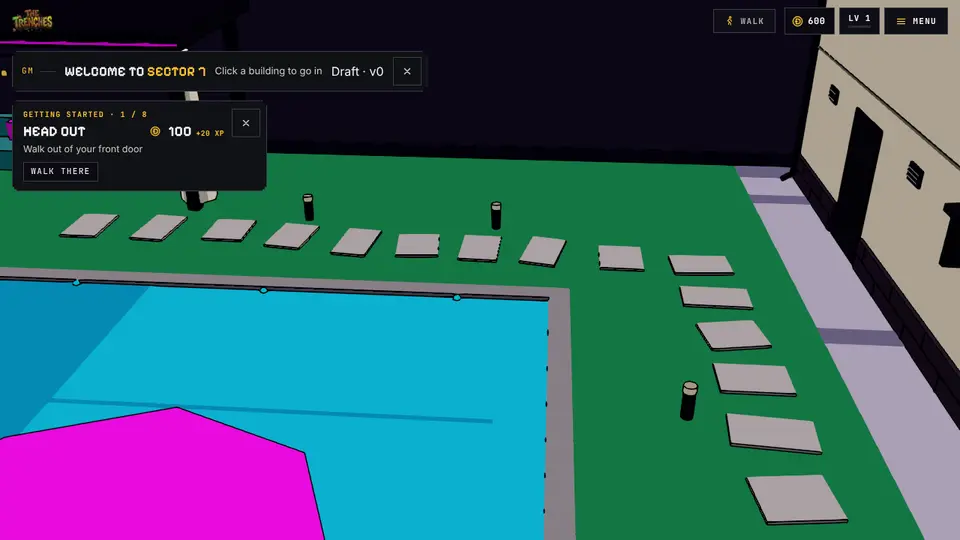 THE TRENCHES
WALK
600
LV 1
MENU
GM
WELCOME TO SECTOR 7
Click a building to go in
Draft · v0
GETTING STARTED · 1 / 8
HEAD OUT
100 +20 XP
Walk out of your front door
WALK THERE